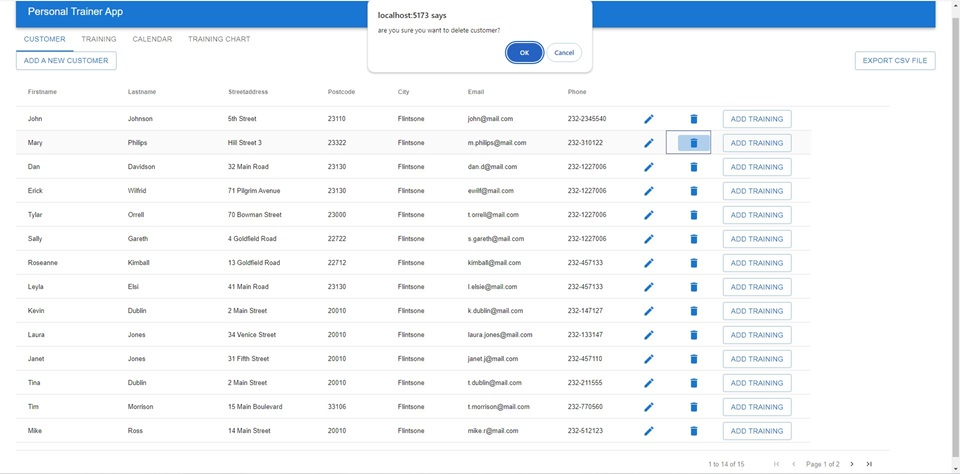 Personal Trainer App
localhost:5173 says
are you sure you want to delete customer?
OK Cancel
CUSTOMER TRAINING CALENDAR TRAINING CHART
ADD A NEW CUSTOMER EXPORT CSV FILE
Firstname Lastname Streetaddress Postcode City Email Phone
John Johnson 5th Street 23110 Flintsone john@mail.com 232-2345540 ADD TRAINING
Mary Philips Hill Street 3 23322 Flintsone m.philips@mail.com 232-310122 ADD TRAINING
Dan Davidson 32 Main Road 23130 Flintsone dan.d@mail.com 232-1227006 ADD TRAINING
Erick Wilfrid 71 Pilgrim Avenue 23130 Flintsone ewilf@mail.com 232-1227006 ADD TRAINING
Tylar Orrell 70 Bowman Street 23000 Flintsone t.orrell@mail.com 232-1227006 ADD TRAINING
Sally Gareth 4 Goldfield Road 22722 Flintsone s.gareth@mail.com 232-1227006 ADD TRAINING
Roseanne Kimball 13 Goldfield Road 22712 Flintsone kimball@mail.com 232-457133 ADD TRAINING
Leyla Elsi 41 Main Road 23130 Flintsone l.elsie@mail.com 232-457133 ADD TRAINING
Kevin Dublin 2 Main Street 20010 Flintsone k.dublin@mail.com 232-147127 ADD TRAINING
Laura Jones 34 Venice Street 20010 Flintsone laura.jones@mail.com 232-133147 ADD TRAINING
Janet Jones 31 Fifth Street 20010 Flintsone janet.j@mail.com 232-457110 ADD TRAINING
Tina Dublin 2 Main Street 20010 Flintsone t.dublin@mail.com 232-211555 ADD TRAINING
Tim Morrison 15 Main Boulevard 33106 Flintsone t.morrison@mail.com 232-770560 ADD TRAINING
Mike Ross 14 Main Street 20010 Flintsone mike.r@mail.com 232-512123 ADD TRAINING
1 to 14 of 15 Page 1 of 2